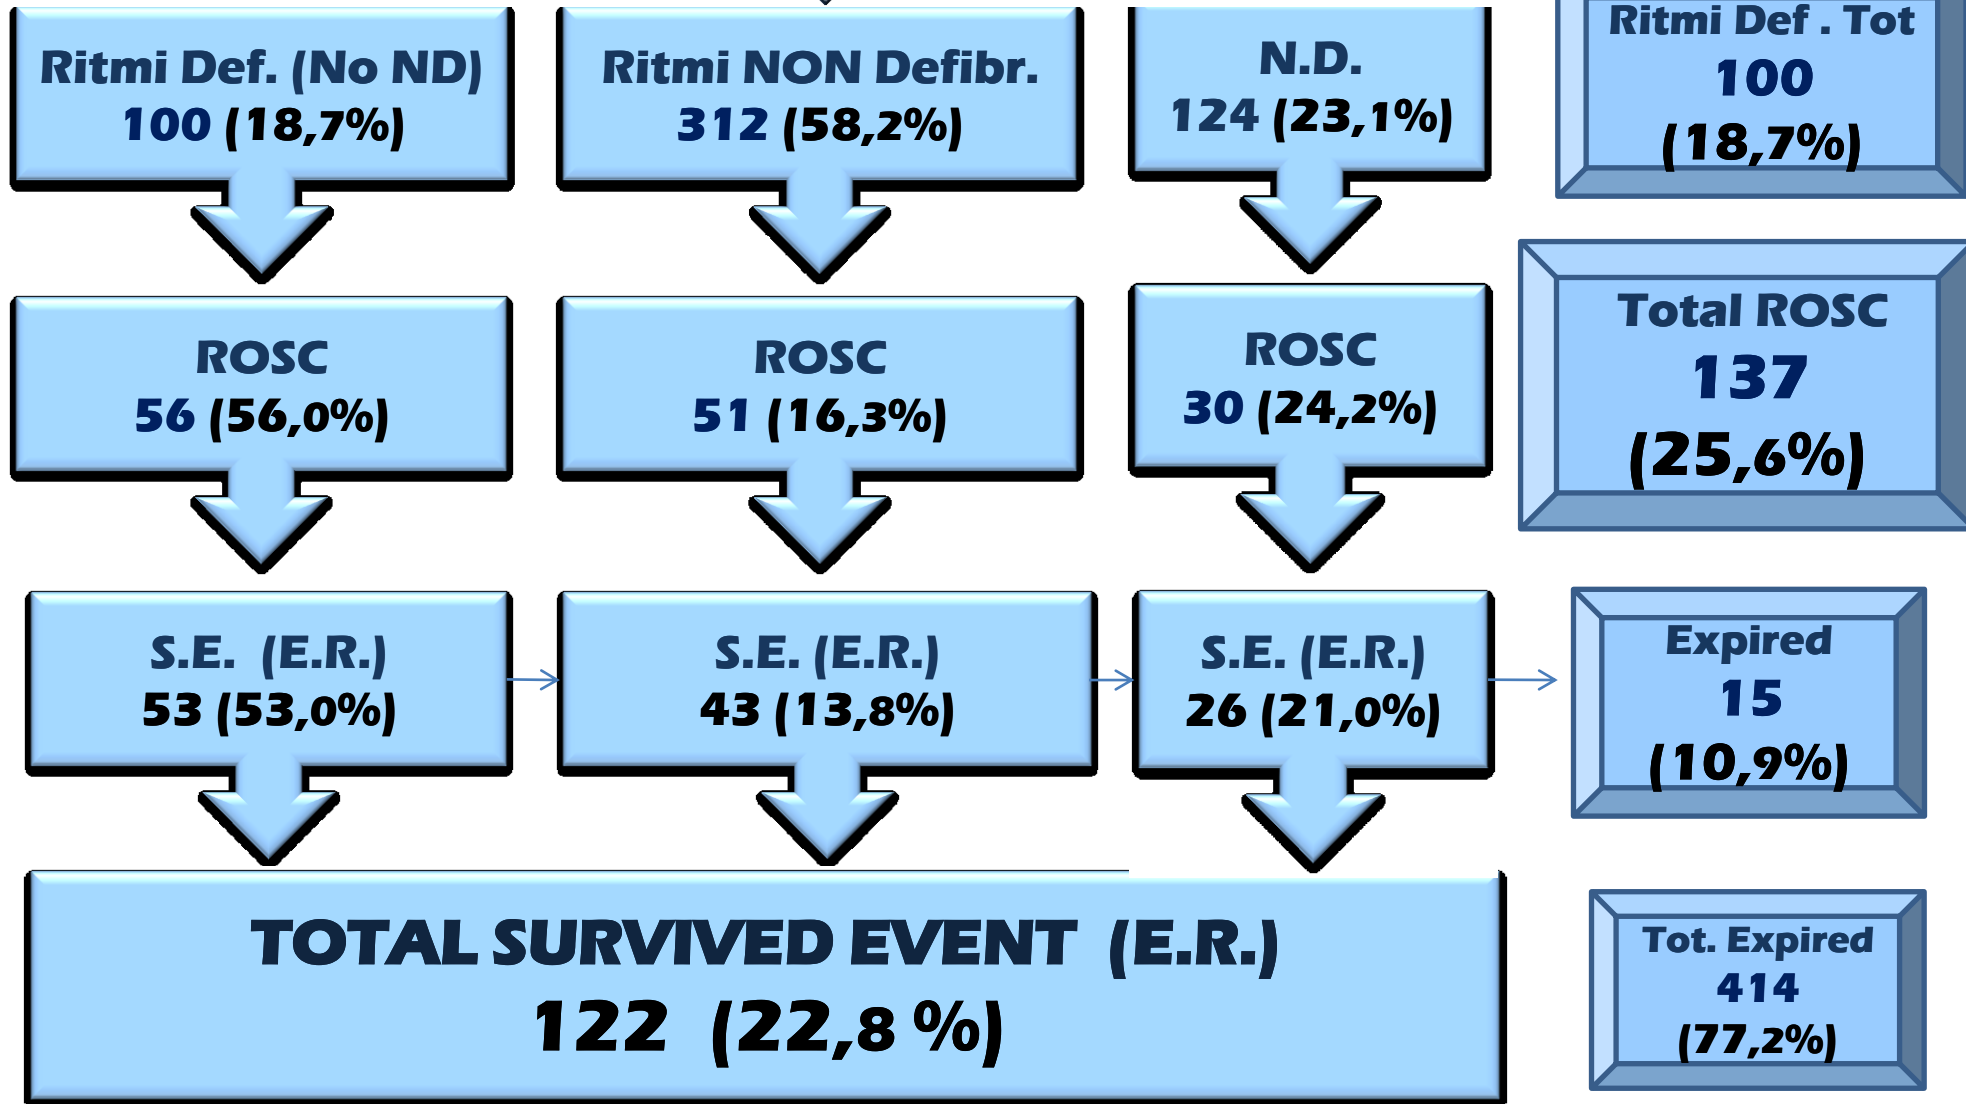 Ritmi Def. (No ND)
100 (18,7%)
Ritmi NON Defibr.
312 (58,2%)
N.D.
124 (23,1%)
Ritmi Def . Tot
100
(18,7%)
ROSC
56 (56,0%)
ROSC
51 (16,3%)
ROSC
30 (24,2%)
Total ROSC
137
(25,6%)
S.E. (E.R.)
53 (53,0%)
S.E. (E.R.)
43 (13,8%)
S.E. (E.R.)
26 (21,0%)
Expired
15
(10,9%)
TOTAL SURVIVED EVENT (E.R.)
122 (22,8 %)
Tot. Expired
414
(77,2%)